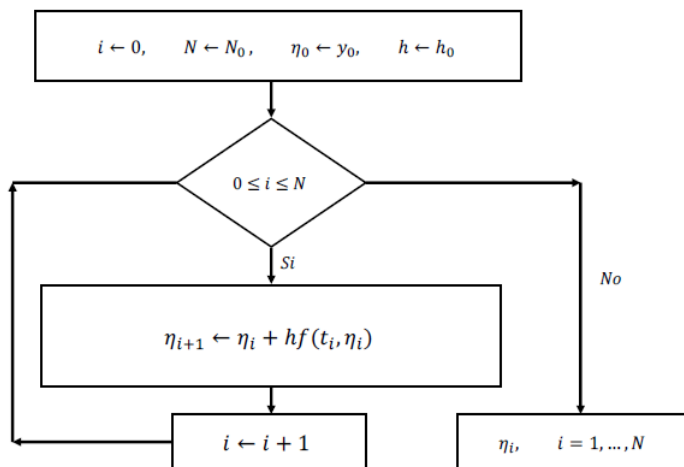 i ← 0, N ← N₀, η₀ ← y₀, h ← h₀
0 ≤ i ≤ N
Si
No
ηᵢ₊₁ ← ηᵢ + hf(tᵢ, ηᵢ)
i ← i + 1
ηᵢ, i = 1, … , N